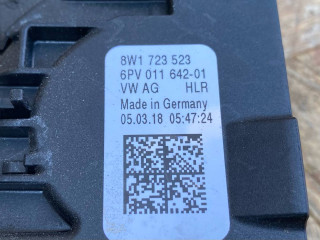 8W1 723 523
6PV 011 642-01
VW AG HLR
Made in Germany
05.03.18 05:47:24